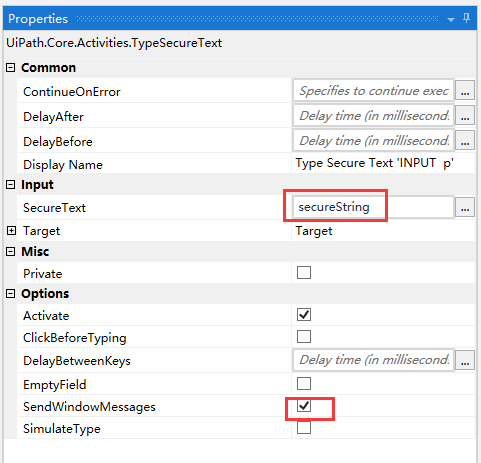 Properties
UiPath.Core.Activities.TypeSecureText
Common
ContinueOnError Specifies to continue exec ...
DelayAfter Delay time (in millisecond. ...
DelayBefore Delay time (in millisecond. ...
Display Name Type Secure Text 'INPUT p'
Input
SecureText secureString ...
Target Target
Misc
Private
Options
Activate
ClickBeforeTyping
DelayBetweenKeys Delay time (in millisecond. ...
EmptyField
SendWindowMessages
SimulateType